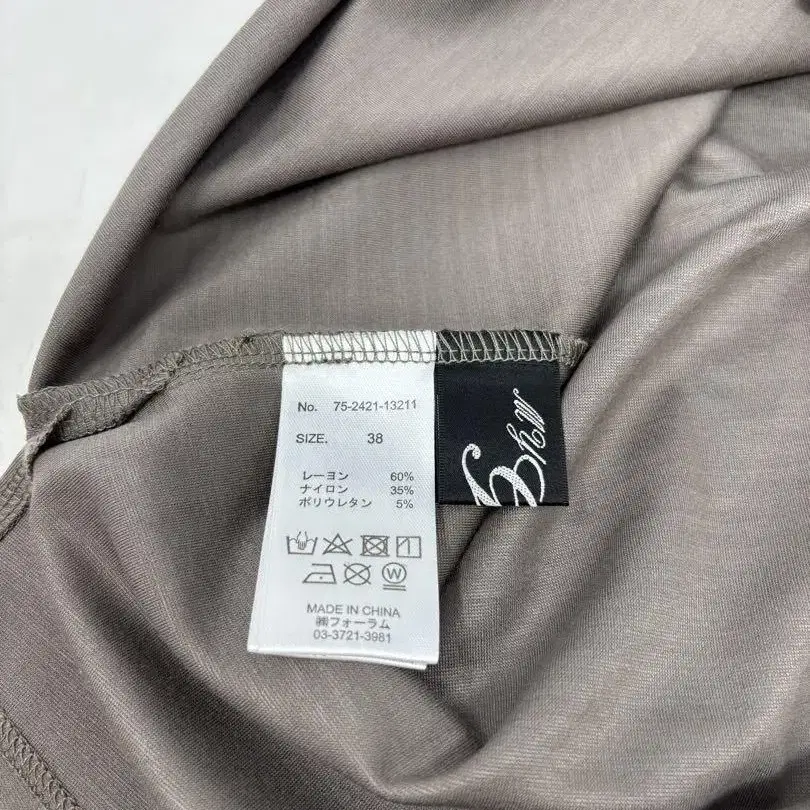 No. 75-2421-13211
SIZE. 38
レーヨン 60%
ナイロン 35%
ポリウレタン 5%
W
MADE IN CHINA
㈱フォーラム
03-3721-3981